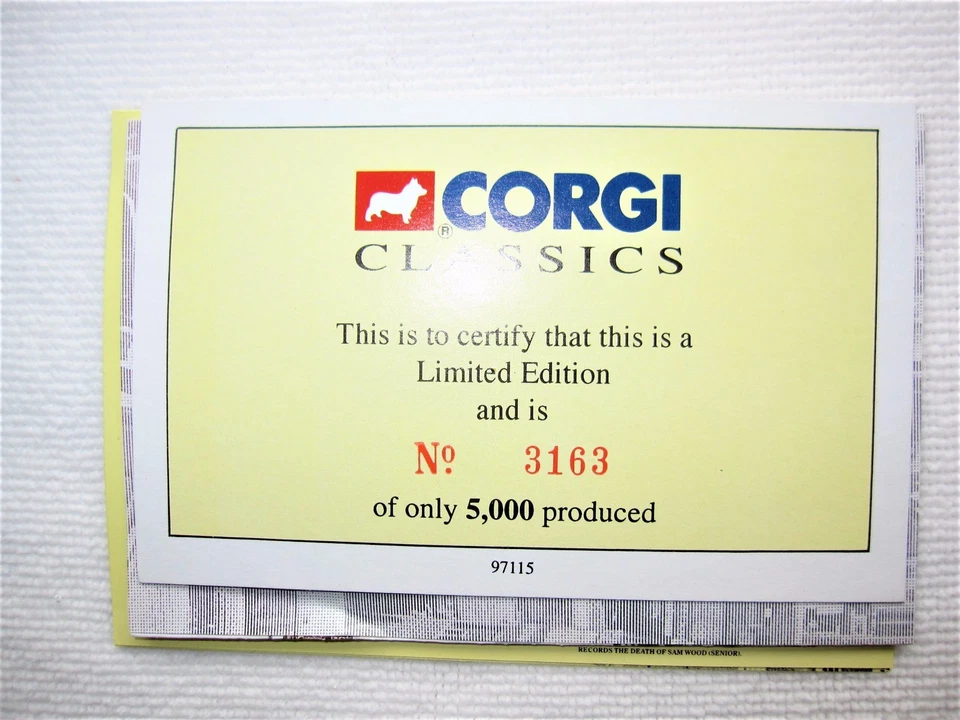 CORGI
®
CLASSICS
This is to certify that this is a
Limited Edition
and is
Nº 3163
of only 5,000 produced
97115
RECORDS THE DEATH OF SAM WOOD (SENIOR).